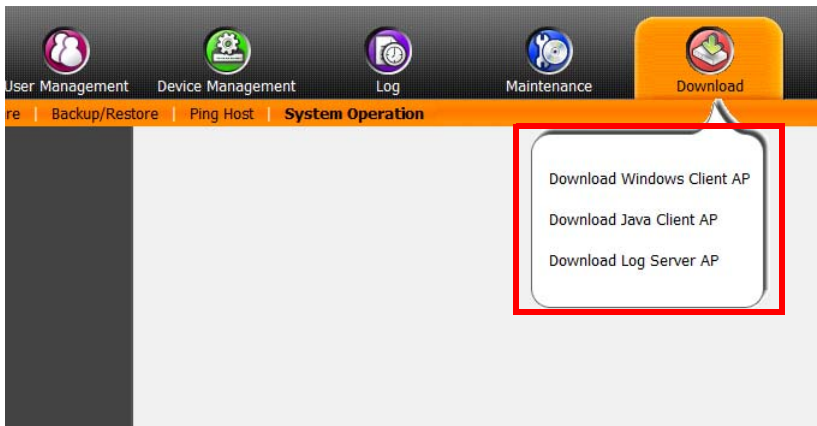 User Management Device Management Log Maintenance Download
re | Backup/Restore | Ping Host | System Operation
Download Windows Client AP
Download Java Client AP
Download Log Server AP